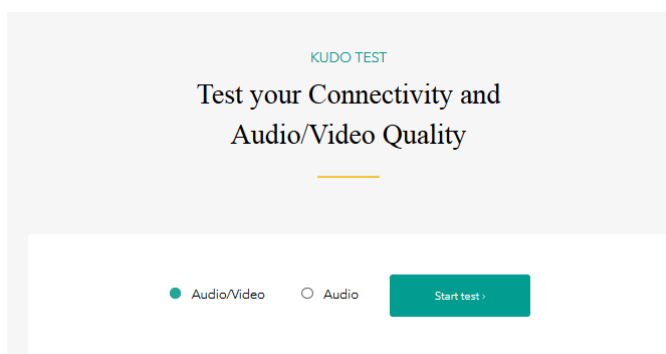 KUDO TEST
Test your Connectivity and
Audio/Video Quality
Audio/Video Audio Start test ›